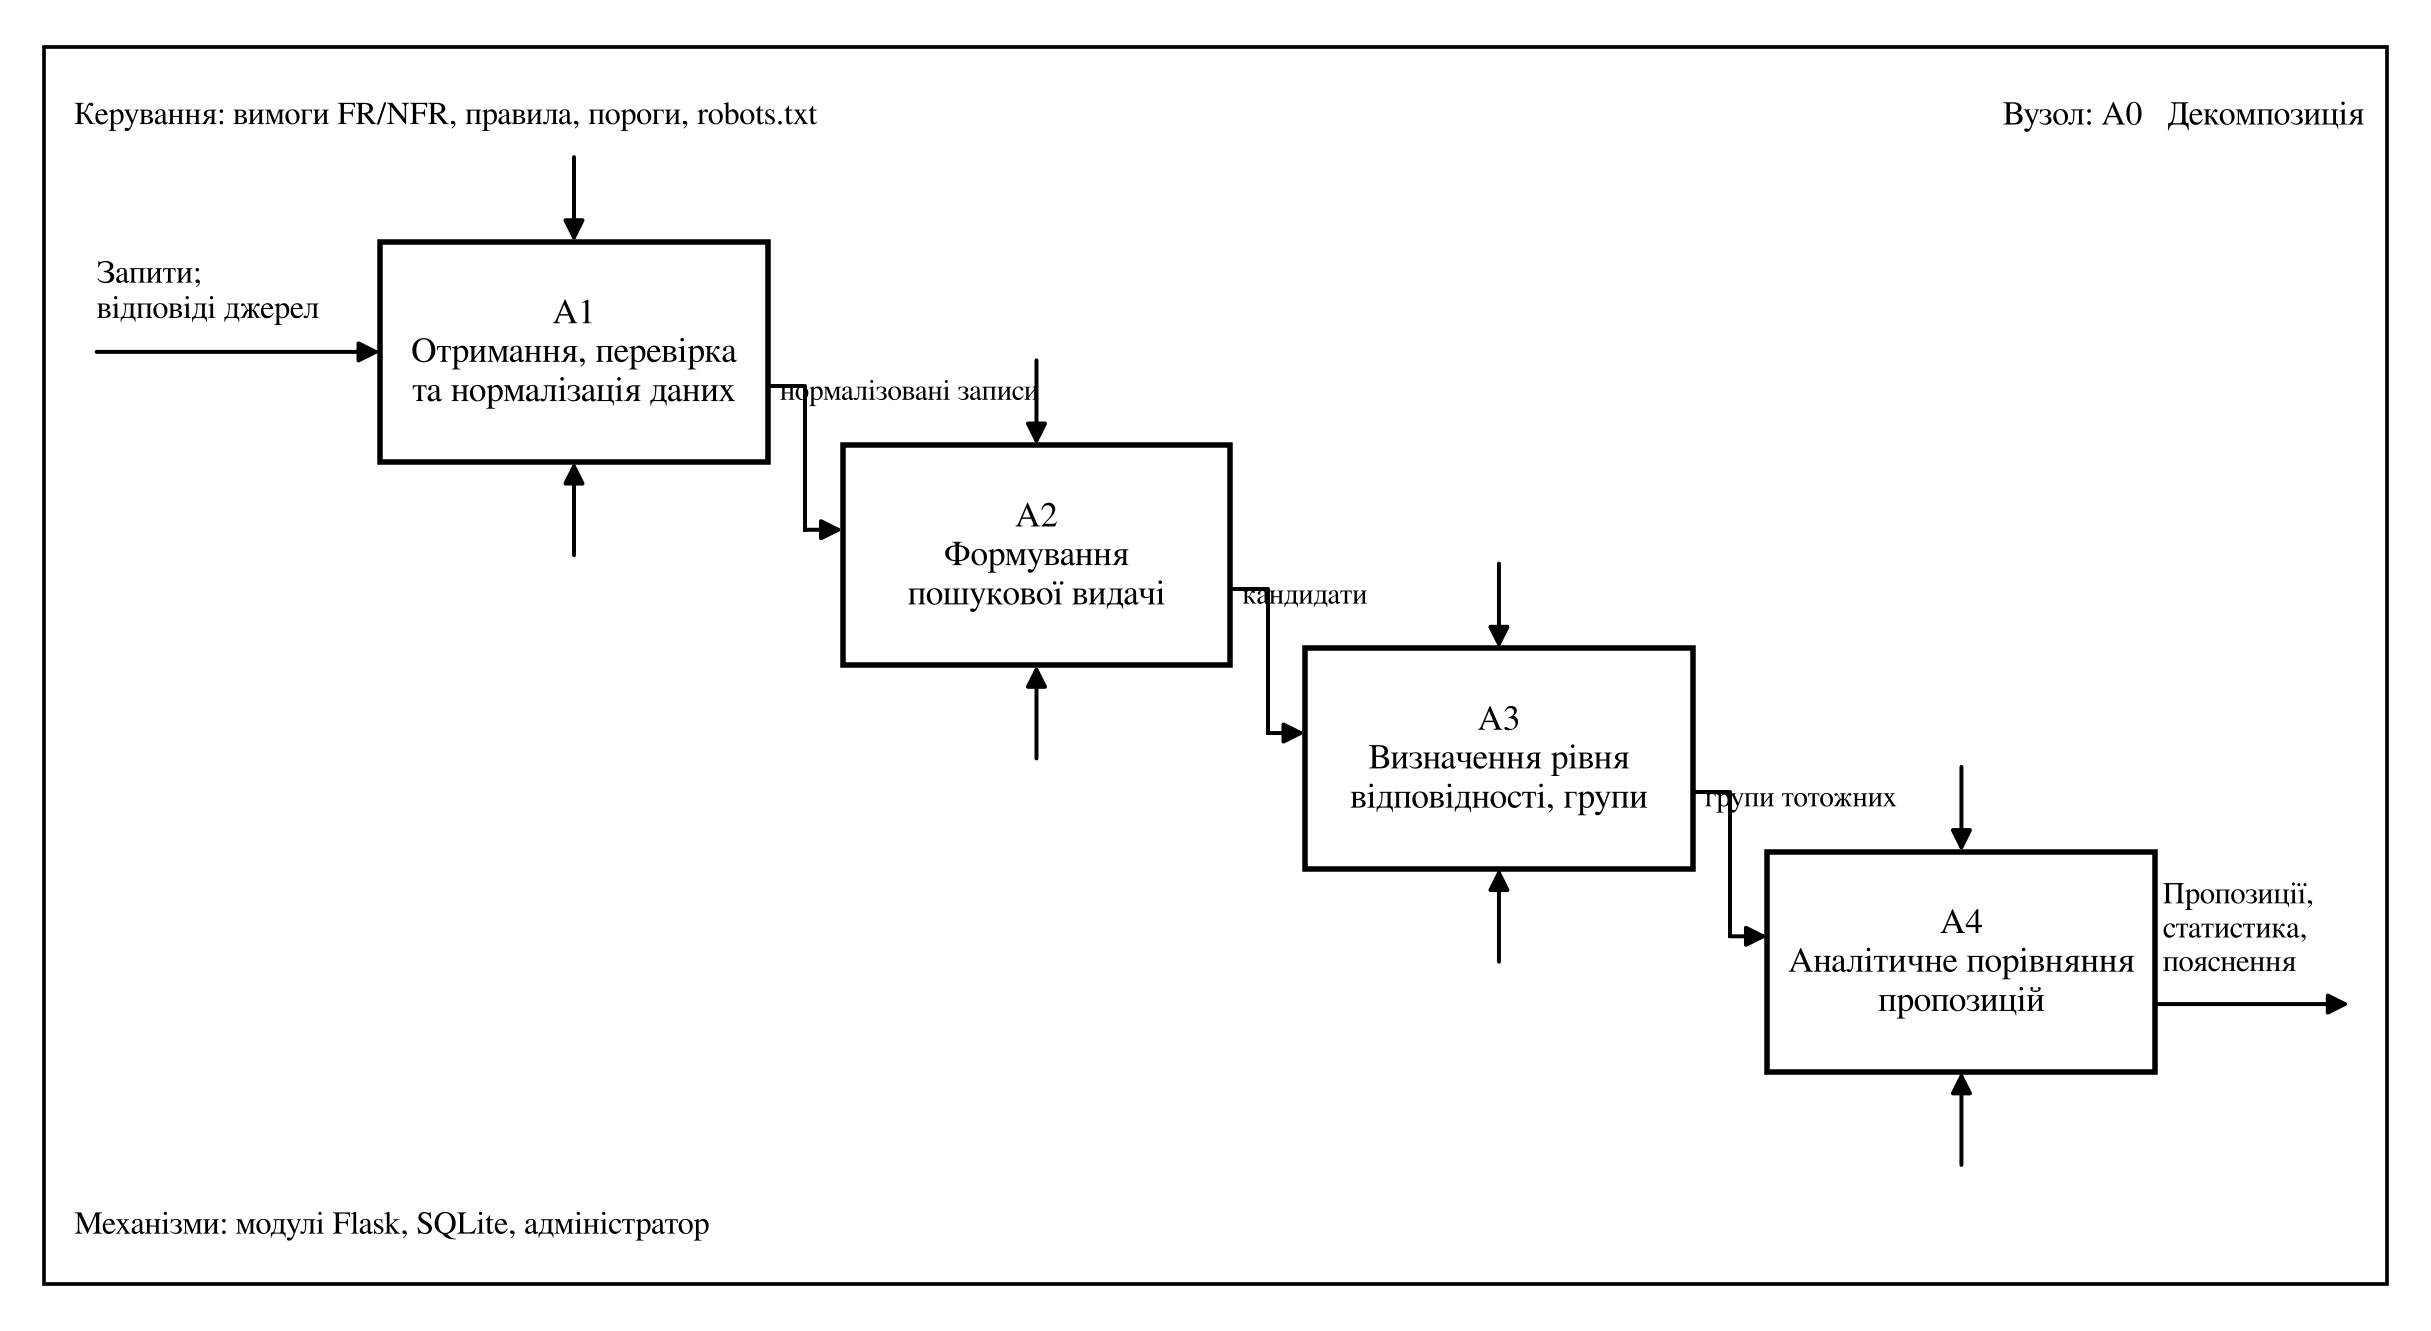 Керування: вимоги FR/NFR, правила, пороги, robots.txt
Вузол: A0 Декомпозиція
Запити;
відповіді джерел
A1
Отримання, перевірка
та нормалізація даних
нормалізовані записи
A2
Формування
пошукової видачі
кандидати
A3
Визначення рівня
відповідності, групи
групи тотожних
A4
Аналітичне порівняння
пропозицій
Пропозиції,
статистика,
пояснення
Механізми: модулі Flask, SQLite, адміністратор